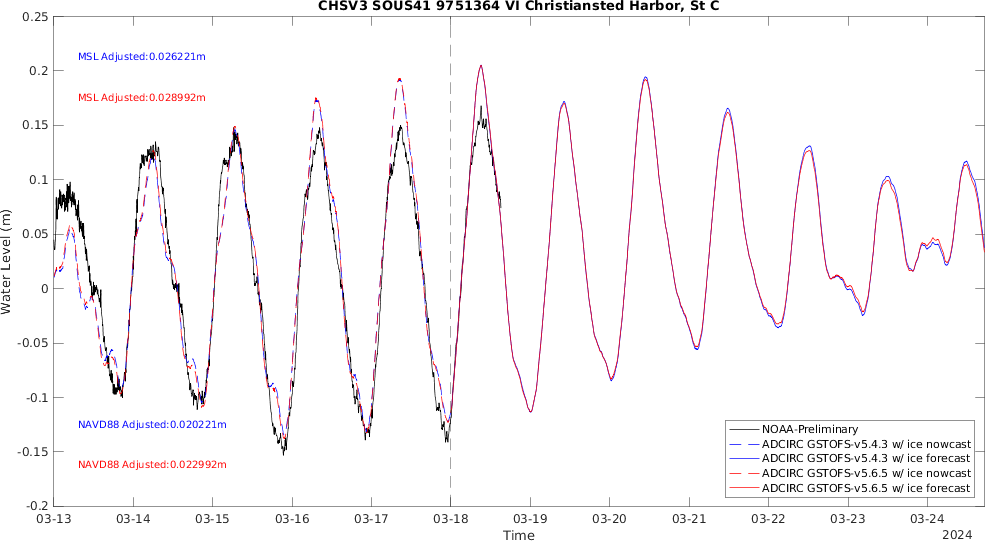 CHSV3 SOUS41 9751364 VI Christiansted Harbor, St C
0.25
0.2
0.15
0.1
0.05
0
-0.05
-0.1
-0.15
-0.2
Water Level (m)
MSL Adjusted:0.026221m
MSL Adjusted:0.028992m
NAVD88 Adjusted:0.020221m
NAVD88 Adjusted:0.022992m
NOAA-Preliminary
ADCIRC GSTOFS-v5.4.3 w/ ice nowcast
ADCIRC GSTOFS-v5.4.3 w/ ice forecast
ADCIRC GSTOFS-v5.6.5 w/ ice nowcast
ADCIRC GSTOFS-v5.6.5 w/ ice forecast
03-13 03-14 03-15 03-16 03-17 03-18 03-19 03-20 03-21 03-22 03-23 03-24
Time
2024